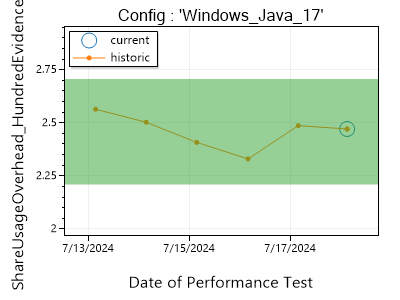 Config : 'Windows_Java_17'
current
historic
ShareUsageOverhead_HundredEvidence
2.75
2.5
2.25
2
7/13/2024
7/15/2024
7/17/2024
Date of Performance Test